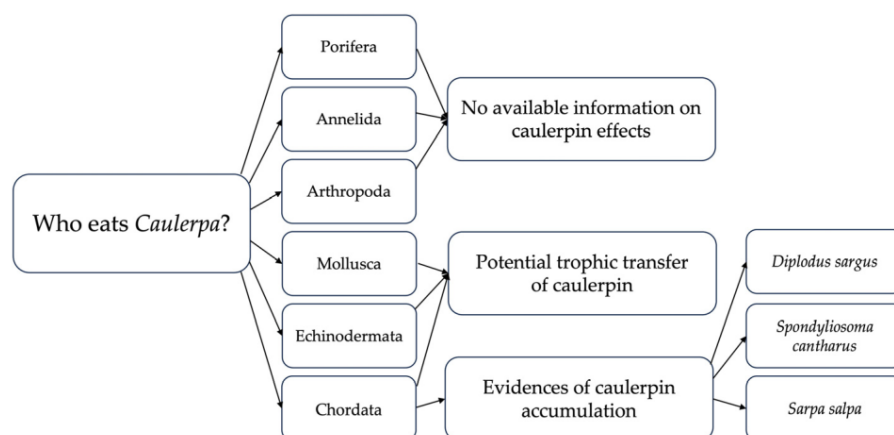 Who eats Caulerpa?
Porifera
Annelida
Arthropoda
Mollusca
Echinodermata
Chordata
No available information on
caulerpin effects
Potential trophic transfer
of caulerpin
Evidences of caulerpin
accumulation
Diplodus sargus
Spondyliosoma
cantharus
Sarpa salpa